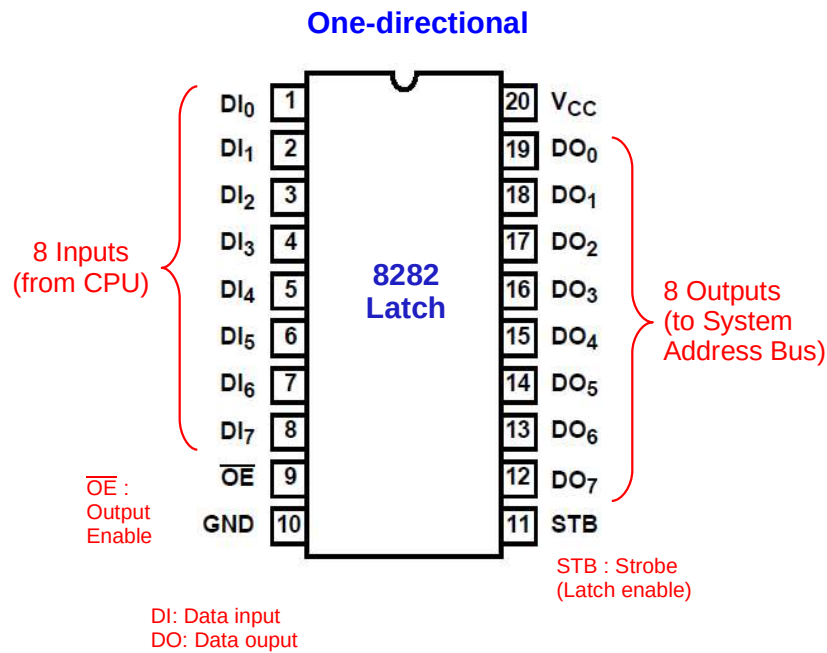 One-directional
DI0 1 20 VCC
DI1 2 19 DO0
DI2 3 18 DO1
DI3 4 17 DO2
DI4 5 16 DO3
DI5 6 15 DO4
DI6 7 14 DO5
DI7 8 13 DO6
OE 9 12 DO7
GND 10 11 STB
8 Inputs
(from CPU)
8282
Latch
8 Outputs
(to System
Address Bus)
OE :
Output
Enable
STB : Strobe
(Latch enable)
DI: Data input
DO: Data ouput